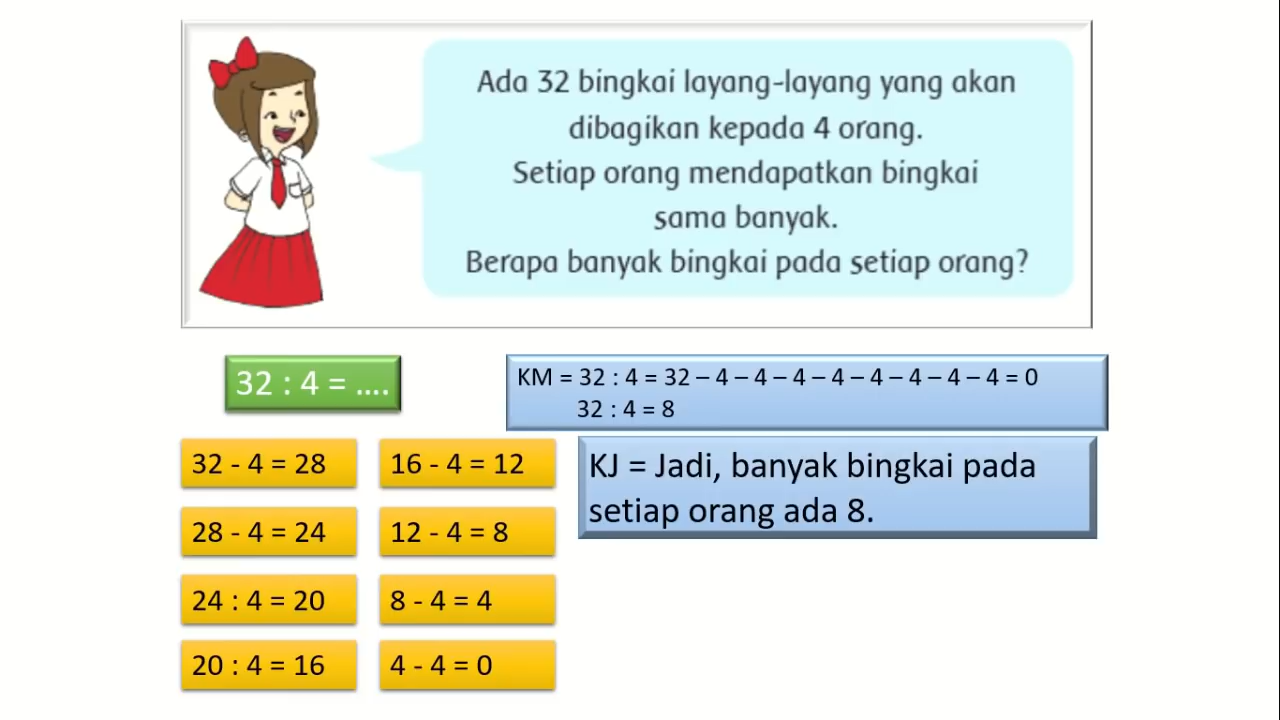 Ada 32 bingkai layang-layang yang akan
dibagikan kepada 4 orang.
Setiap orang mendapatkan bingkai
sama banyak.
Berapa banyak bingkai pada setiap orang?
32 : 4 = ....
KM = 32 : 4 = 32 – 4 – 4 – 4 – 4 – 4 – 4 – 4 – 4 = 0
32 : 4 = 8
32 - 4 = 28
28 - 4 = 24
24 : 4 = 20
20 : 4 = 16
16 - 4 = 12
12 - 4 = 8
8 - 4 = 4
4 - 4 = 0
KJ = Jadi, banyak bingkai pada
setiap orang ada 8.